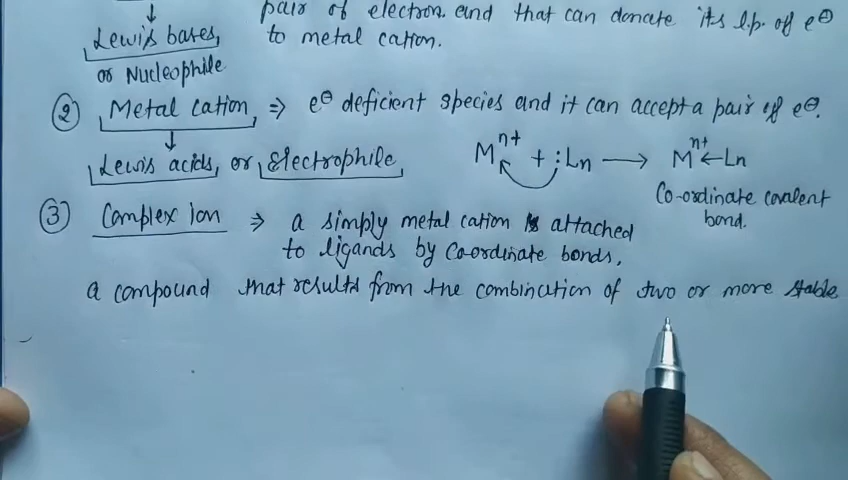 pair of electron and that can donate its l.p. of e⊖
Lewis bases, to metal cation.
or Nucleophile
② Metal cation, ⇒ e⊖ deficient species and it can accept a pair of e⊖.
Lewis acids, or Electrophile, M^n+ + :Ln ⟶ M^n+ ← Ln
Co-ordinate covalent
bond.
③ Complex ion ⇒ a simply metal cation is attached
to ligands by Co-ordinate bonds,
a compound that results from the combination of two or more stable